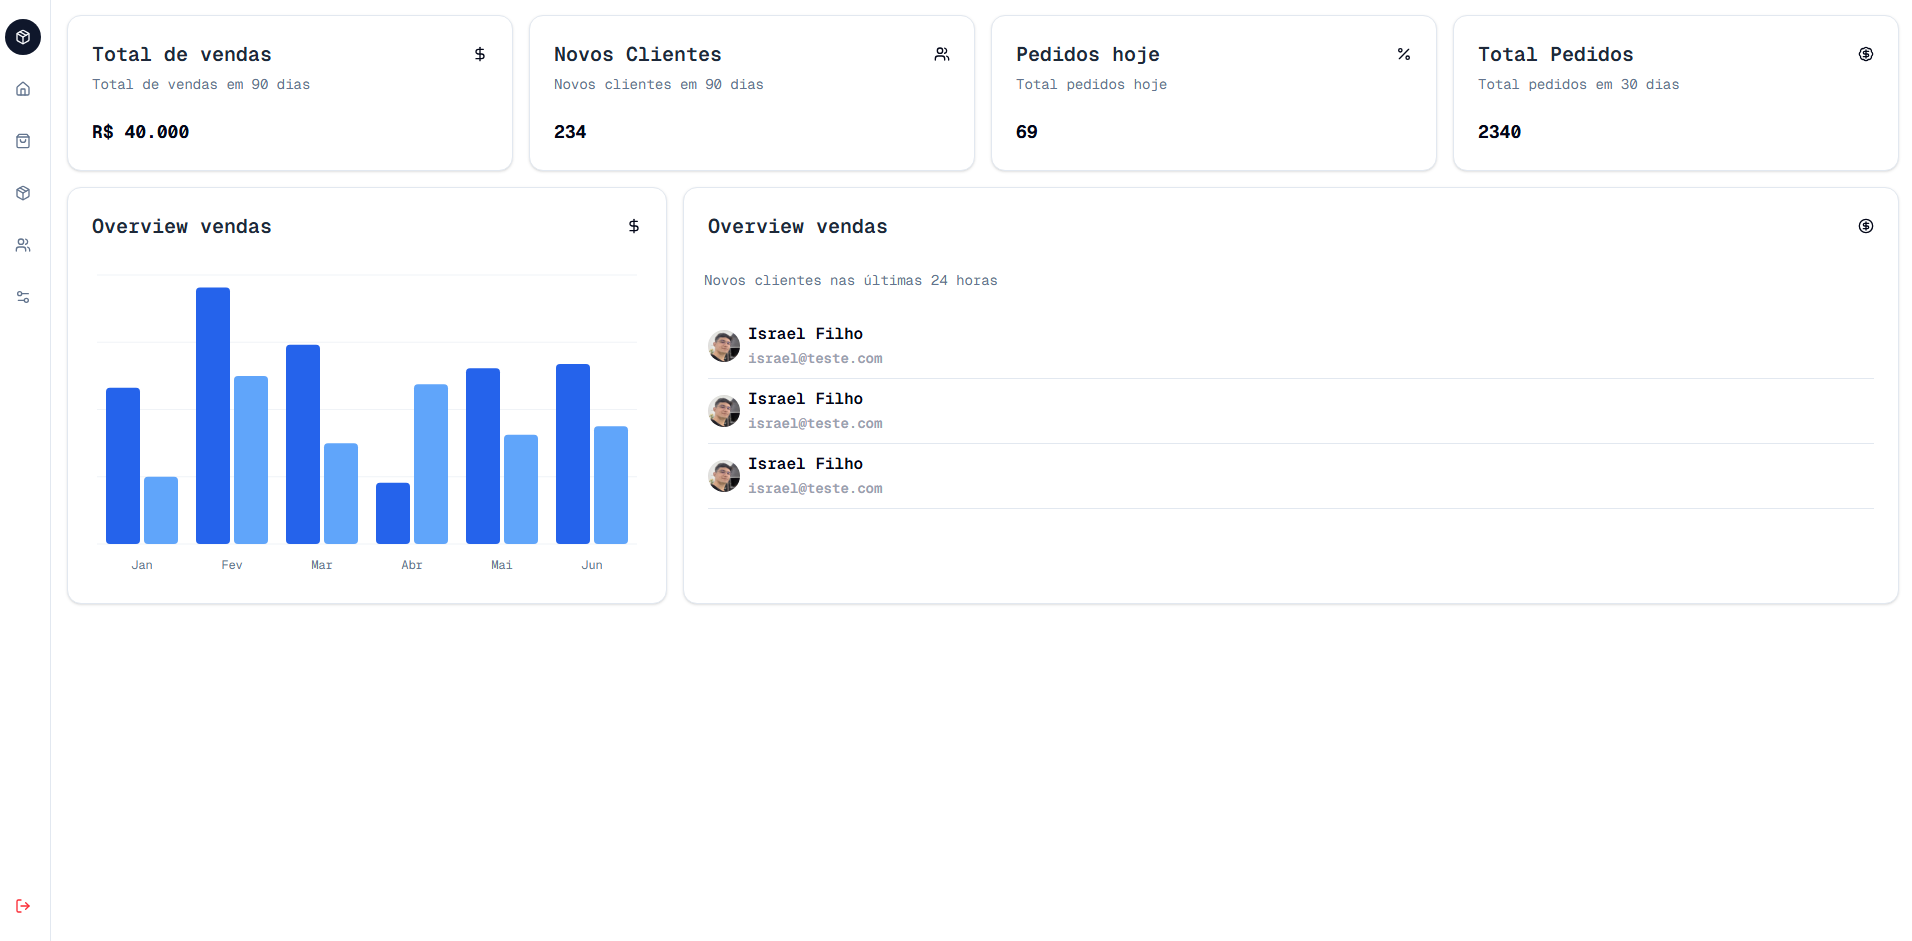 Total de vendas
Total de vendas em 90 dias
R$ 40.000
Novos Clientes
Novos clientes em 90 dias
234
Pedidos hoje
Total pedidos hoje
69
Total Pedidos
Total pedidos em 30 dias
2340
Overview vendas
Jan Fev Mar Abr Mai Jun
Overview vendas
Novos clientes nas últimas 24 horas
Israel Filho
israel@teste.com
Israel Filho
israel@teste.com
Israel Filho
israel@teste.com